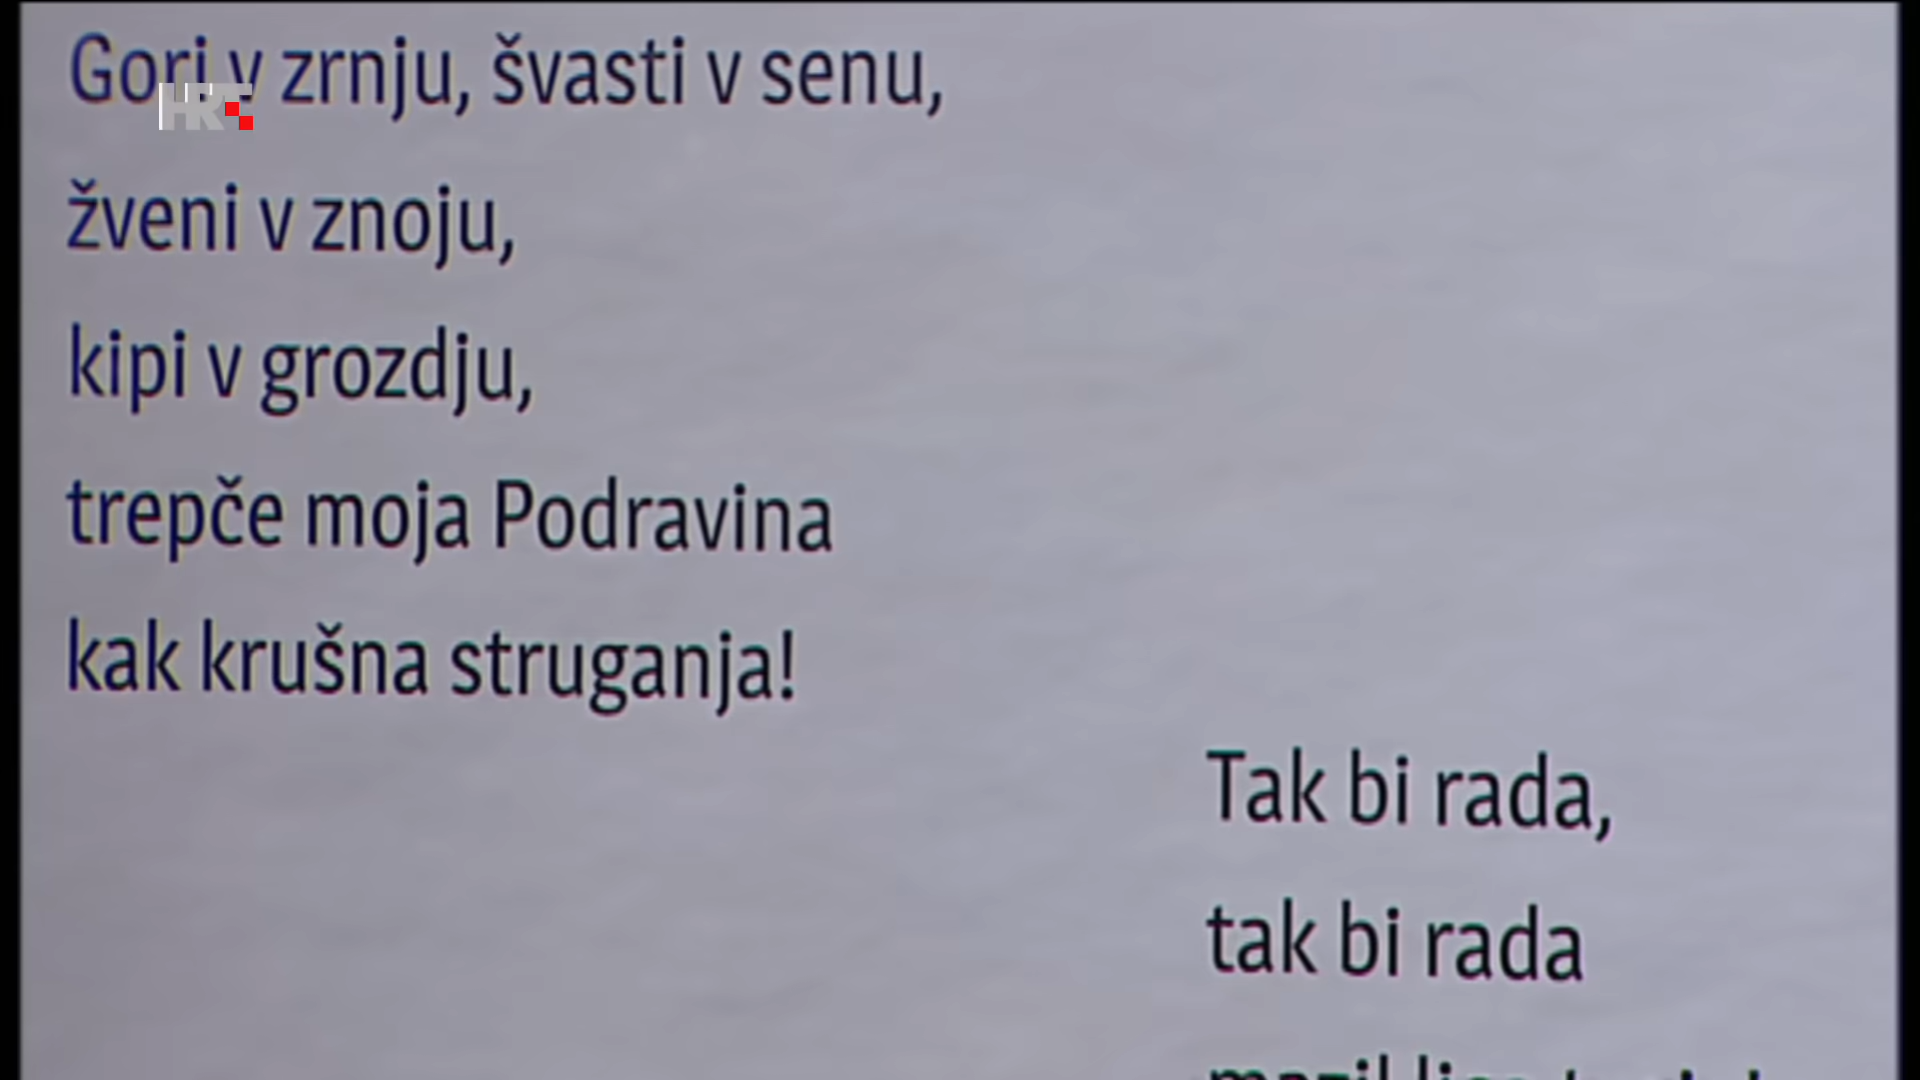 Gori v zrnju, švasti v senu,
HRT
žveni v znoju,
kipi v grozdju,
trepče moja Podravina
kak krušna struganja!
Tak bi rada,
tak bi rada